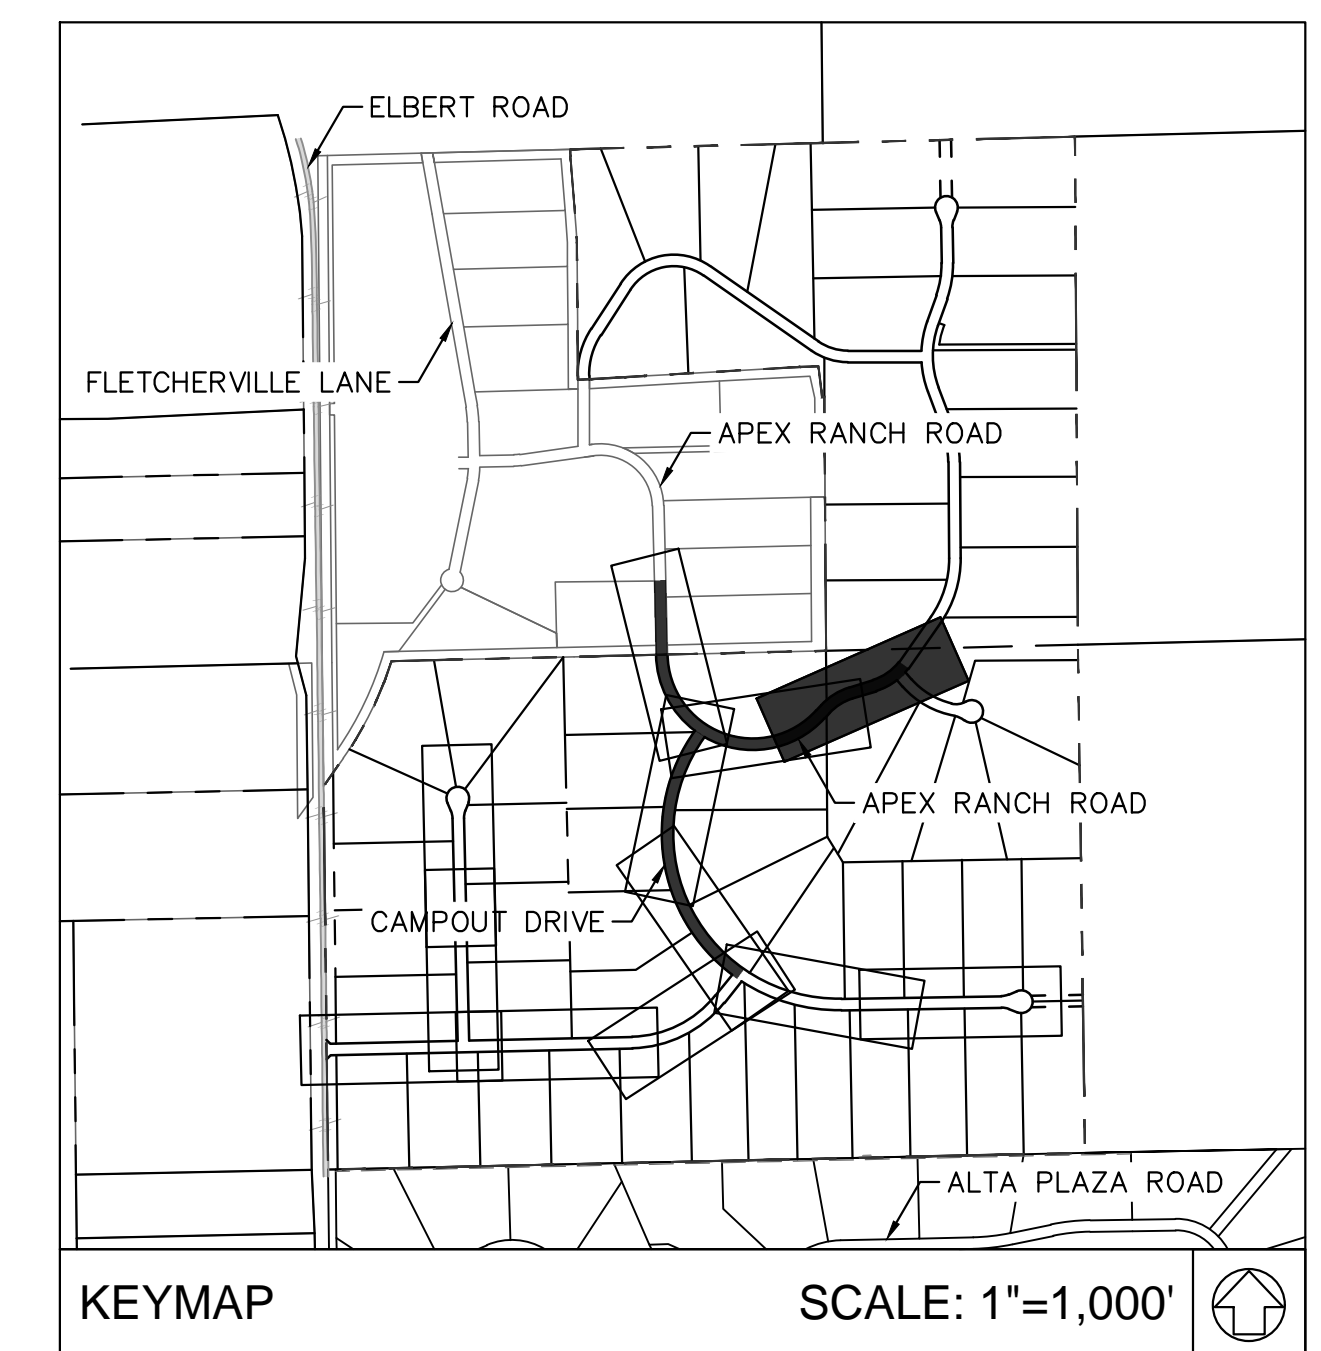 ELBERT ROAD
FLETCHERVILLE LANE
APEX RANCH ROAD
APEX RANCH ROAD
CAMPOUT DRIVE
ALTA PLAZA ROAD
KEYMAP
SCALE: 1"=1,000'